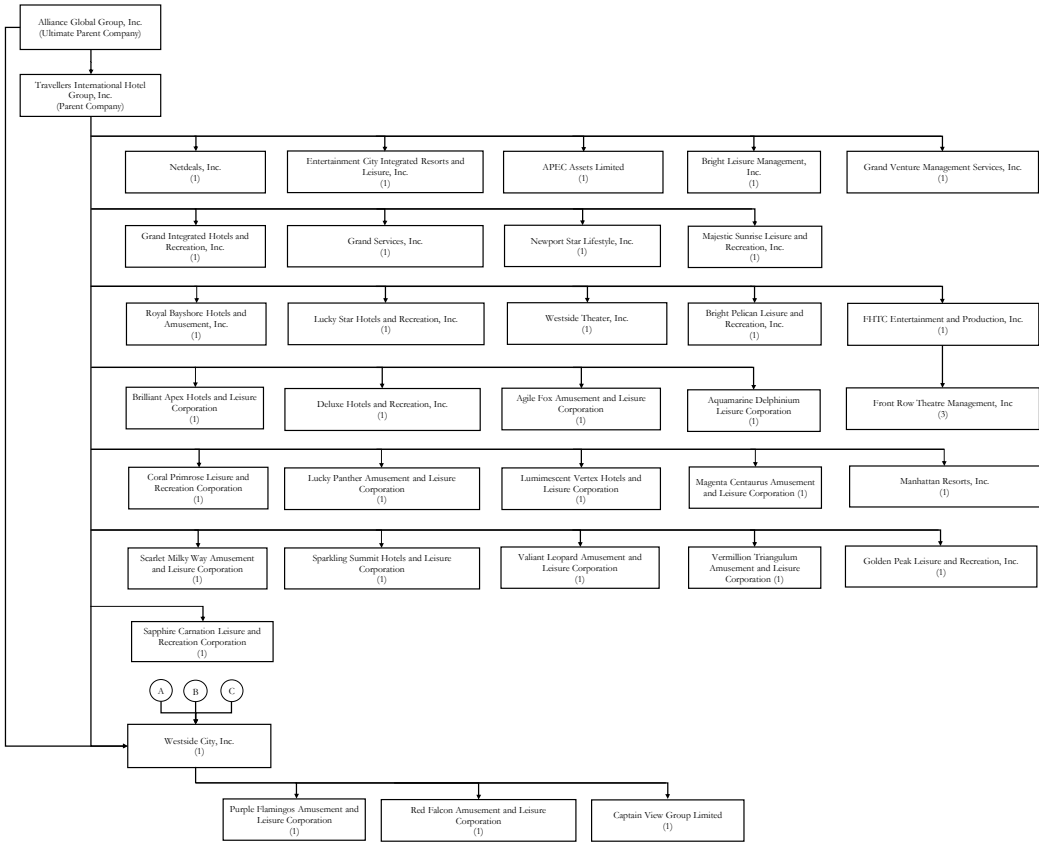 Alliance Global Group, Inc.
(Ultimate Parent Company)
Travellers International Hotel
Group, Inc.
(Parent Company)
Netdeals, Inc.
(1)
Entertainment City Integrated Resorts and
Leisure, Inc.
(1)
APEC Assets Limited
(1)
Bright Leisure Management,
Inc.
(1)
Grand Venture Management Services, Inc.
(1)
Grand Integrated Hotels and
Recreation, Inc.
(1)
Grand Services, Inc.
(1)
Newport Star Lifestyle, Inc.
(1)
Majestic Sunrise Leisure and
Recreation, Inc.
(1)
Royal Bayshore Hotels and
Amusement, Inc.
(1)
Lucky Star Hotels and Recreation, Inc.
(1)
Westside Theater, Inc.
(1)
Bright Pelican Leisure and
Recreation, Inc.
(1)
FHTC Entertainment and Production, Inc.
(1)
Brilliant Apex Hotels and Leisure
Corporation
(1)
Deluxe Hotels and Recreation, Inc.
(1)
Agile Fox Amusement and Leisure
Corporation
(1)
Aquamarine Delphinium
Leisure Corporation
(1)
Front Row Theatre Management, Inc
(3)
Coral Primrose Leisure and
Recreation Corporation
(1)
Lucky Panther Amusement and Leisure
Corporation
(1)
Lumimescent Vertex Hotels and
Leisure Corporation
(1)
Magenta Centaurus Amusement
and Leisure Corporation (1)
Manhattan Resorts, Inc.
(1)
Scarlet Milky Way Amusement
and Leisure Corporation
(1)
Sparkling Summit Hotels and Leisure
Corporation
(1)
Valiant Leopard Amusement and
Leisure Corporation
(1)
Vermillion Triangulum
Amusement and Leisure
Corporation (1)
Golden Peak Leisure and Recreation, Inc.
(1)
Sapphire Carnation Leisure and
Recreation Corporation
(1)
A
B
C
Westside City, Inc.
(1)
Purple Flamingos Amusement and
Leisure Corporation
(1)
Red Falcon Amusement and Leisure
Corporation
(1)
Captain View Group Limited
(1)